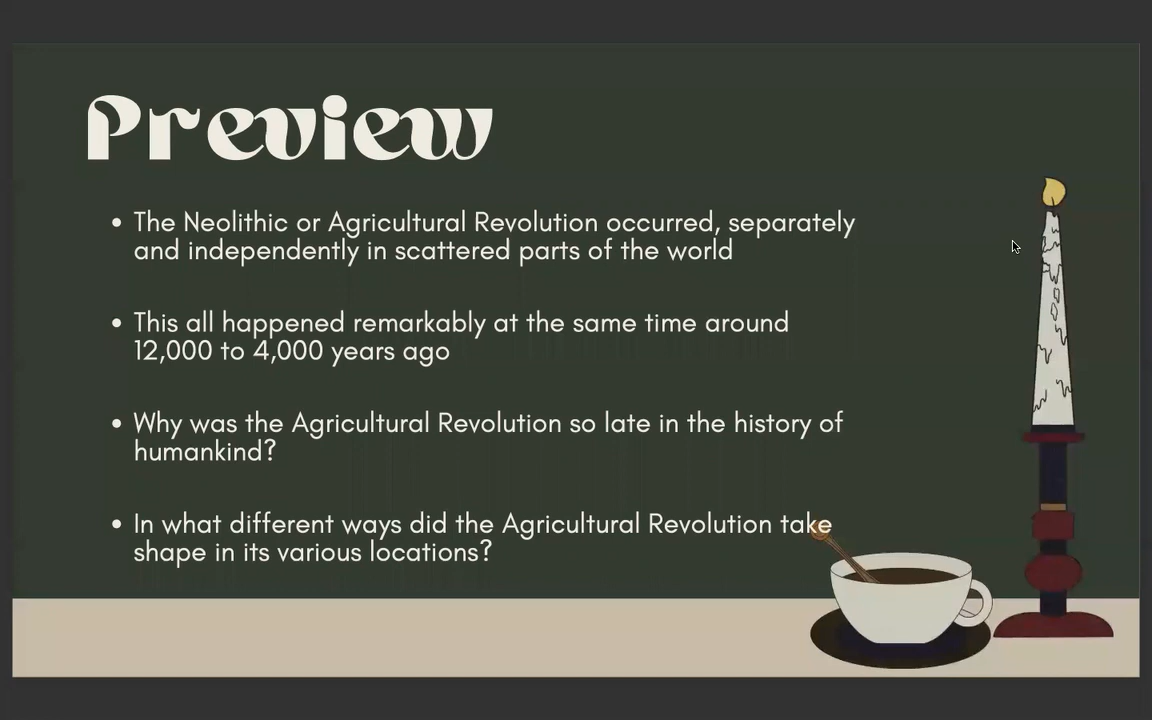 Preview
• The Neolithic or Agricultural Revolution occurred, separately
and independently in scattered parts of the world
• This all happened remarkably at the same time around
12,000 to 4,000 years ago
• Why was the Agricultural Revolution so late in the history of
humankind?
• In what different ways did the Agricultural Revolution take
shape in its various locations?